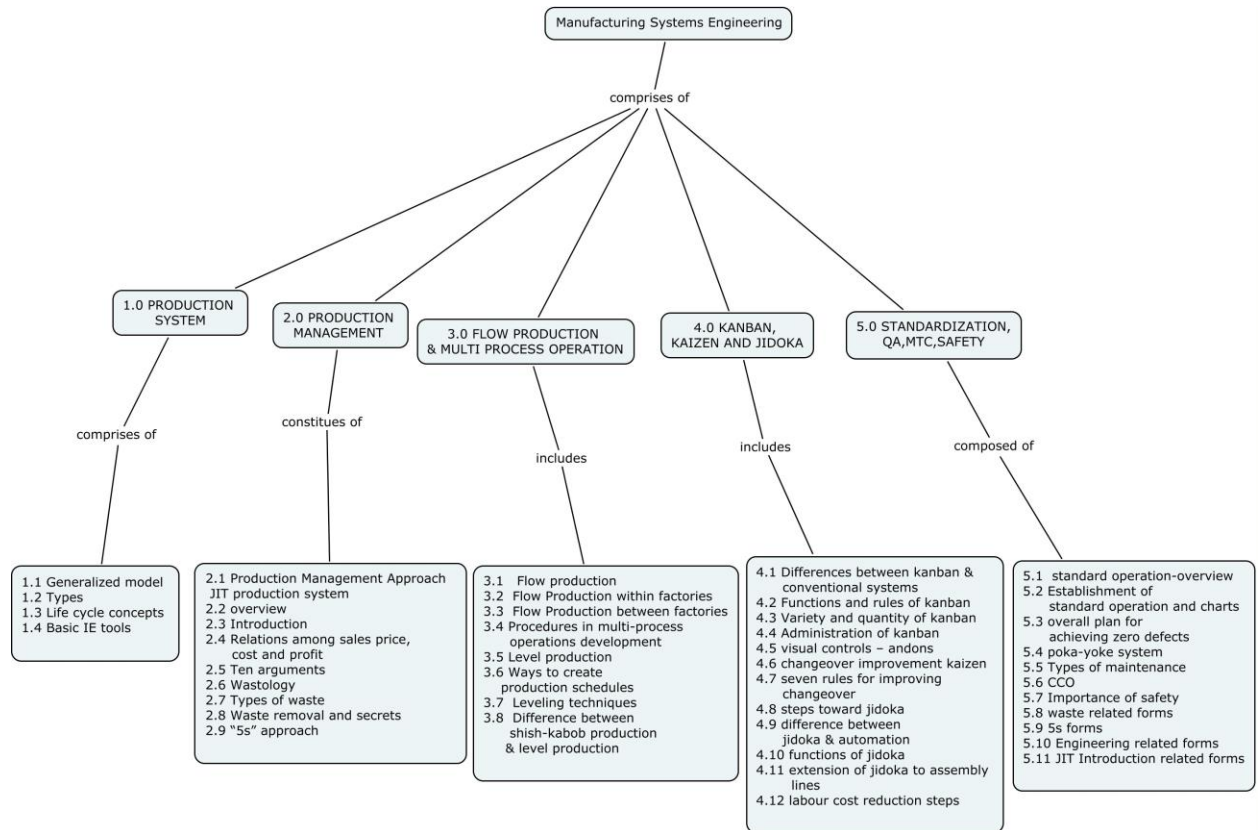 Manufacturing Systems Engineering
comprises of
1.0 PRODUCTION
SYSTEM
2.0 PRODUCTION
MANAGEMENT
3.0 FLOW PRODUCTION
& MULTI PROCESS OPERATION
4.0 KANBAN,
KAIZEN AND JIDOKA
5.0 STANDARDIZATION,
QA,MTC,SAFETY
comprises of
constitues of
includes
includes
composed of
1.1 Generalized model
1.2 Types
1.3 Life cycle concepts
1.4 Basic IE tools
2.1 Production Management Approach
JIT production system
2.2 overview
2.3 Introduction
2.4 Relations among sales price,
cost and profit
2.5 Ten arguments
2.6 Wastology
2.7 Types of waste
2.8 Waste removal and secrets
2.9 “5s” approach
3.1 Flow production
3.2 Flow Production within factories
3.3 Flow Production between factories
3.4 Procedures in multi-process
operations development
3.5 Level production
3.6 Ways to create
production schedules
3.7 Leveling techniques
3.8 Difference between
shish-kabob production
& level production
4.1 Differences between kanban &
conventional systems
4.2 Functions and rules of kanban
4.3 Variety and quantity of kanban
4.4 Administration of kanban
4.5 visual controls – andons
4.6 changeover improvement kaizen
4.7 seven rules for improving
changeover
4.8 steps toward jidoka
4.9 difference between
jidoka & automation
4.10 functions of jidoka
4.11 extension of jidoka to assembly
lines
4.12 labour cost reduction steps
5.1 standard operation-overview
5.2 Establishment of
standard operation and charts
5.3 overall plan for
achieving zero defects
5.4 poka-yoke system
5.5 Types of maintenance
5.6 CCO
5.7 Importance of safety
5.8 waste related forms
5.9 5s forms
5.10 Engineering related forms
5.11 JIT Introduction related forms